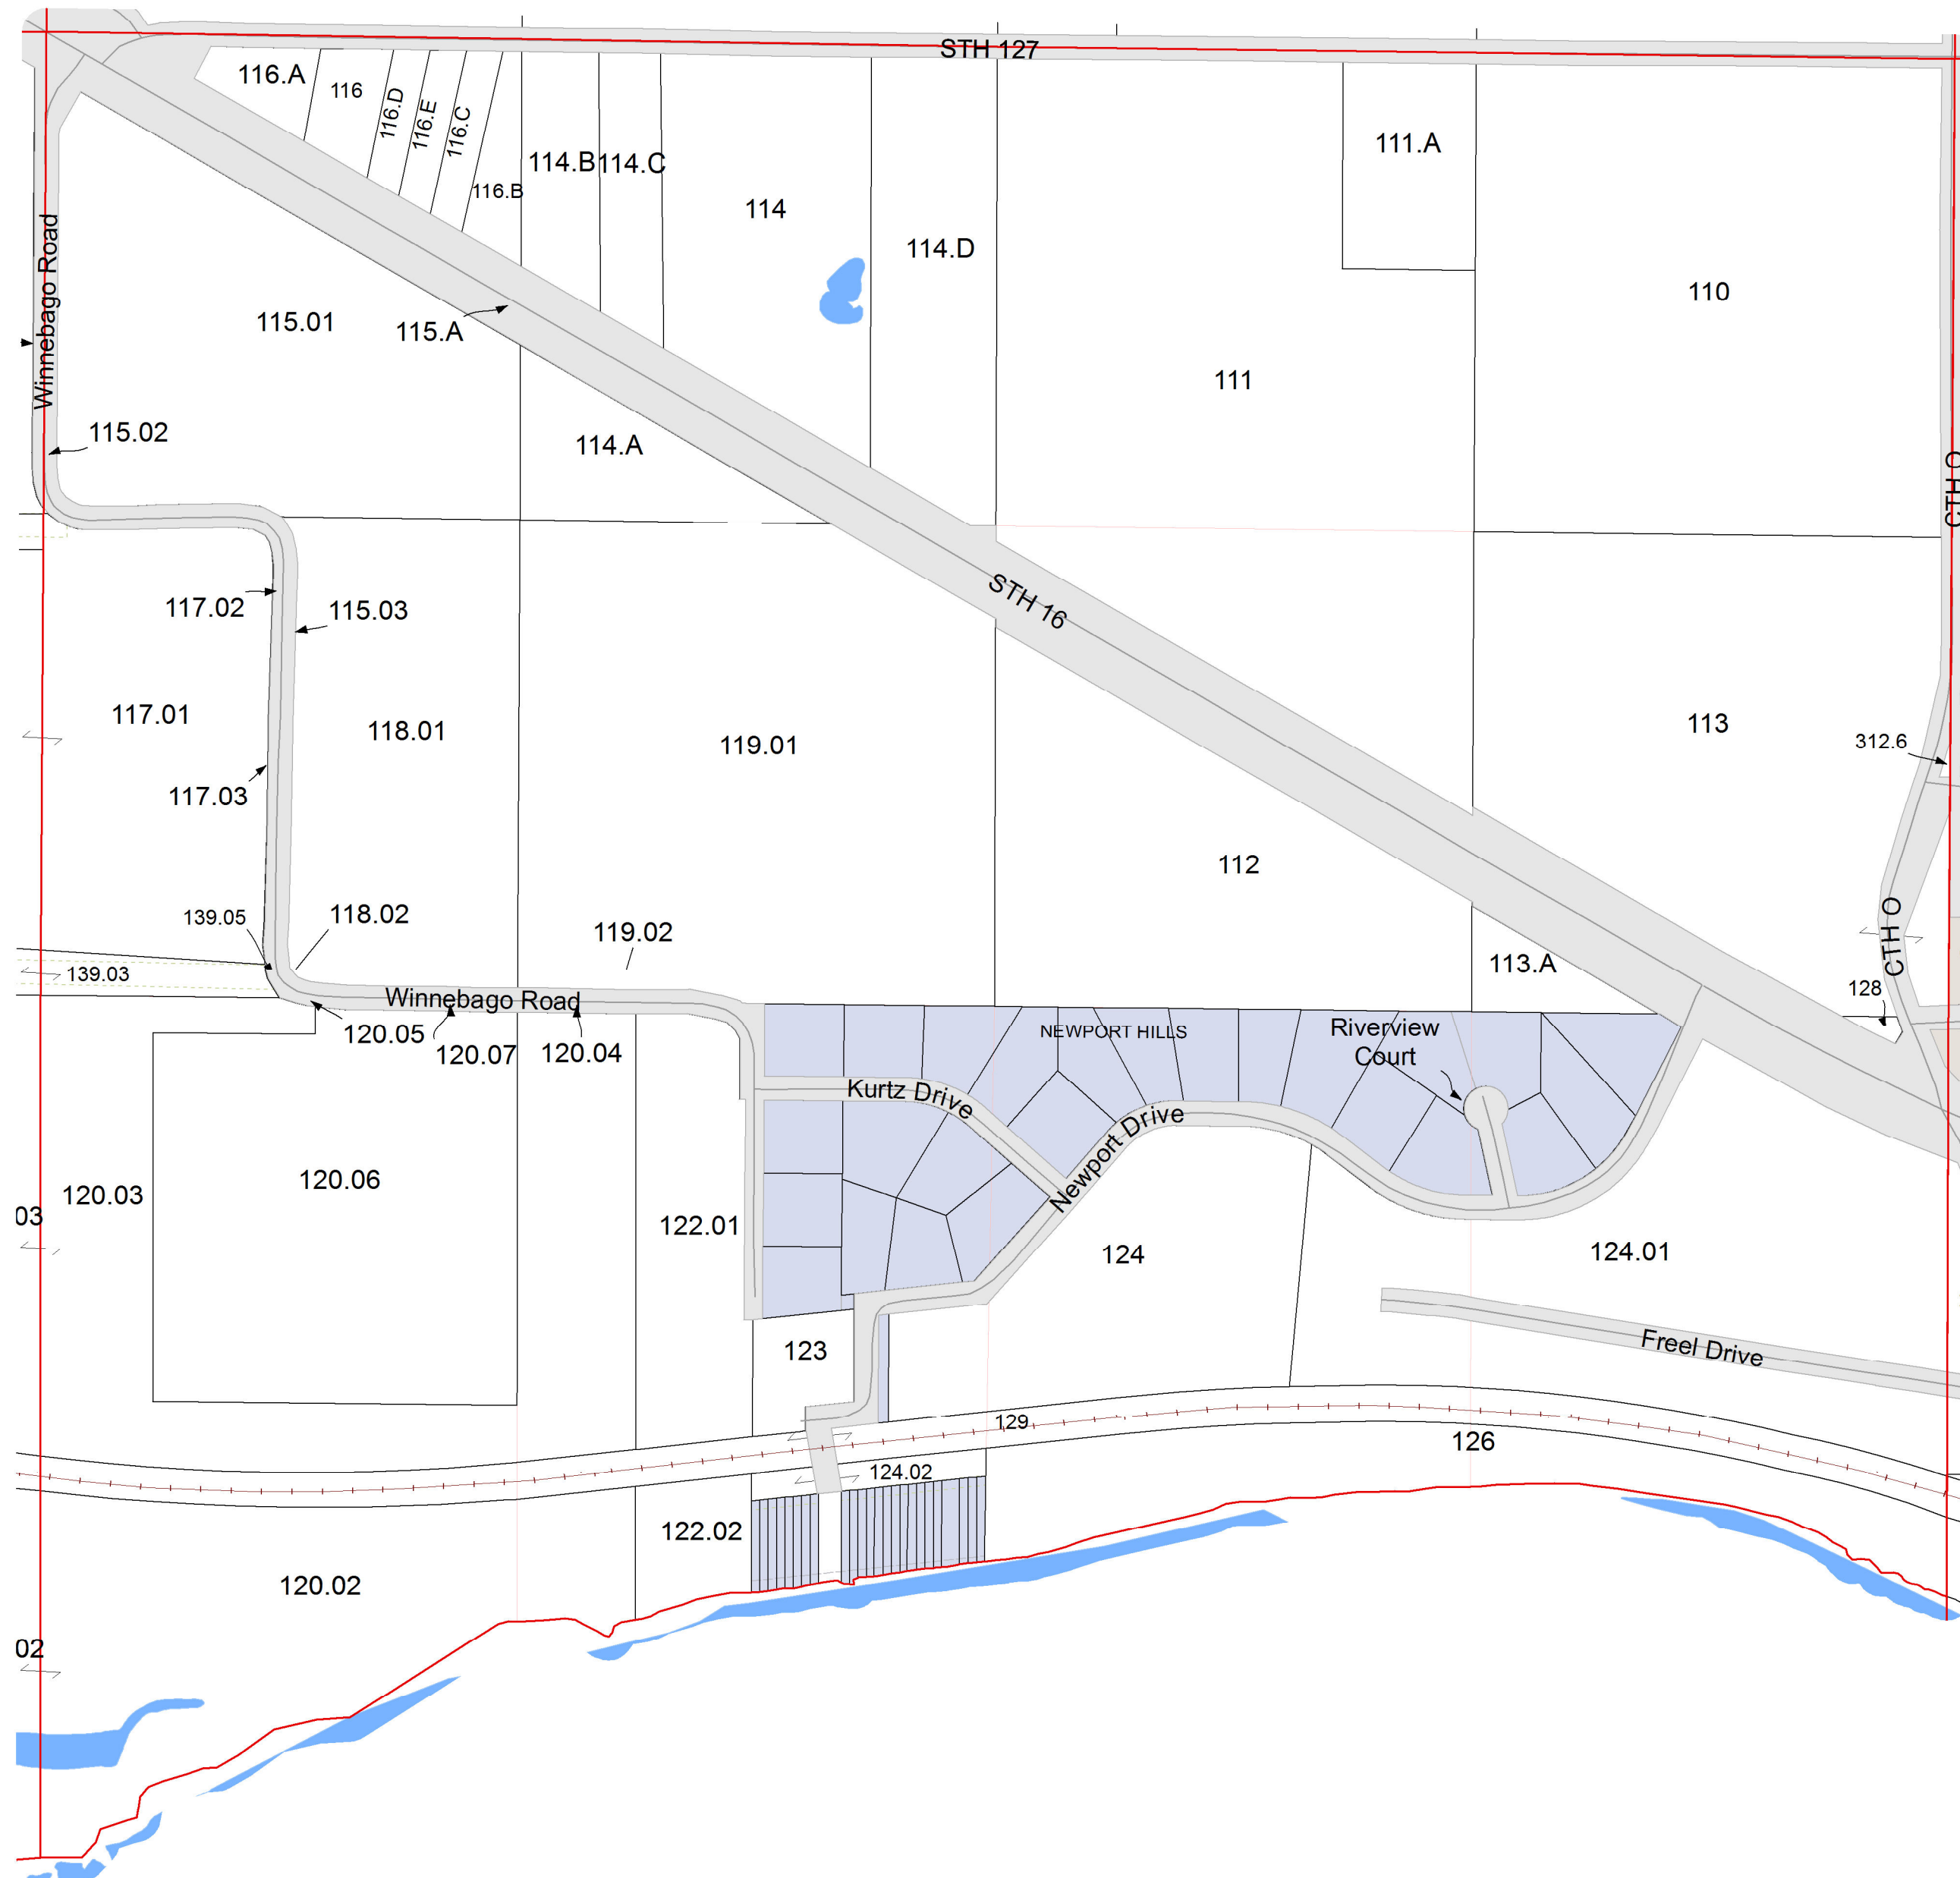 STH 127
116.A
116
116.D
116.E
116.C
116.B
114.B
114.C
114
114.D
111.A
110
111
Winnebago Road
115.01
115.A
115.02
114.A
CTH O
STH 16
117.02
115.03
117.01
118.01
119.01
113
312.6
117.03
112
139.05
118.02
119.02
CTH O
113.A
139.03
128
Winnebago Road
120.05
120.07
120.04
NEWPORT HILLS
Riverview
Court
Kurtz Drive
Newport Drive
120.03
120.06
03
122.01
124
124.01
123
Freel Drive
129
126
124.02
122.02
120.02
02